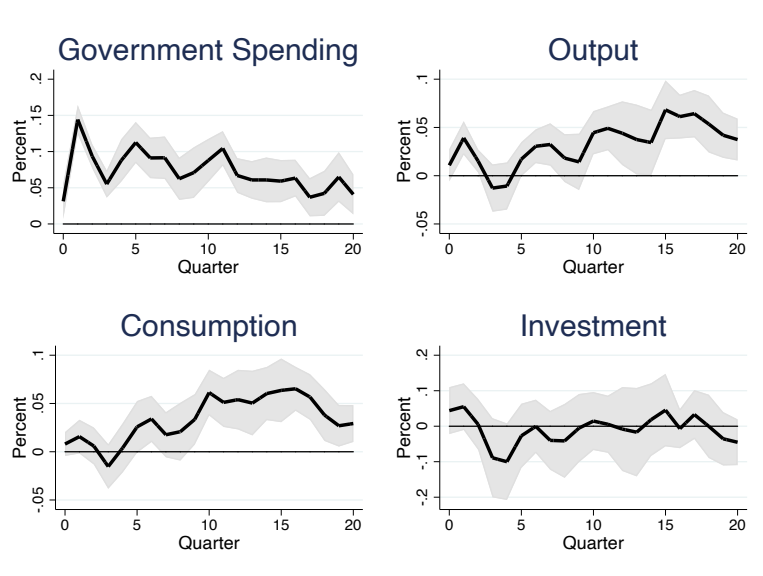 Government Spending
Output
Percent
0 .05 .1 .15 .2
0 5 10 15 20
Quarter
Percent
-.05 0 .05 .1
0 5 10 15 20
Quarter
Consumption
Investment
Percent
-.05 0 .05 .1
0 5 10 15 20
Quarter
Percent
-.2 -.1 0 .1 .2
0 5 10 15 20
Quarter